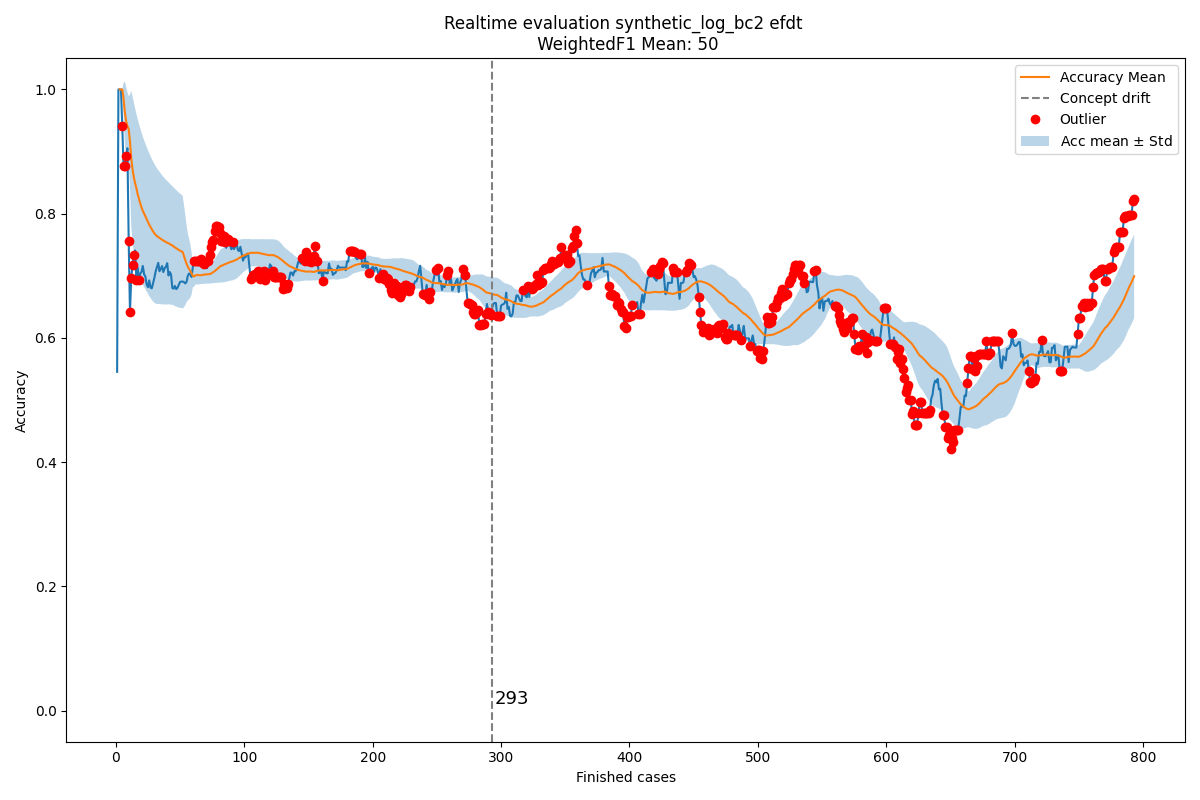 Realtime evaluation synthetic_log_bc2 efdt
WeightedF1 Mean: 50
Accuracy Mean
Concept drift
Outlier
Acc mean ± Std
1.0
0.8
0.6
0.4
0.2
0.0
Accuracy
293
0 100 200 300 400 500 600 700 800
Finished cases